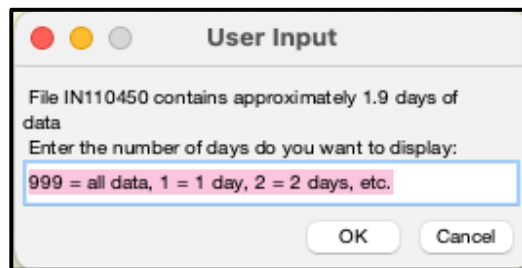 User Input
File IN110450 contains approximately 1.9 days of
data
Enter the number of days do you want to display:
999 = all data, 1 = 1 day, 2 = 2 days, etc.
OK Cancel